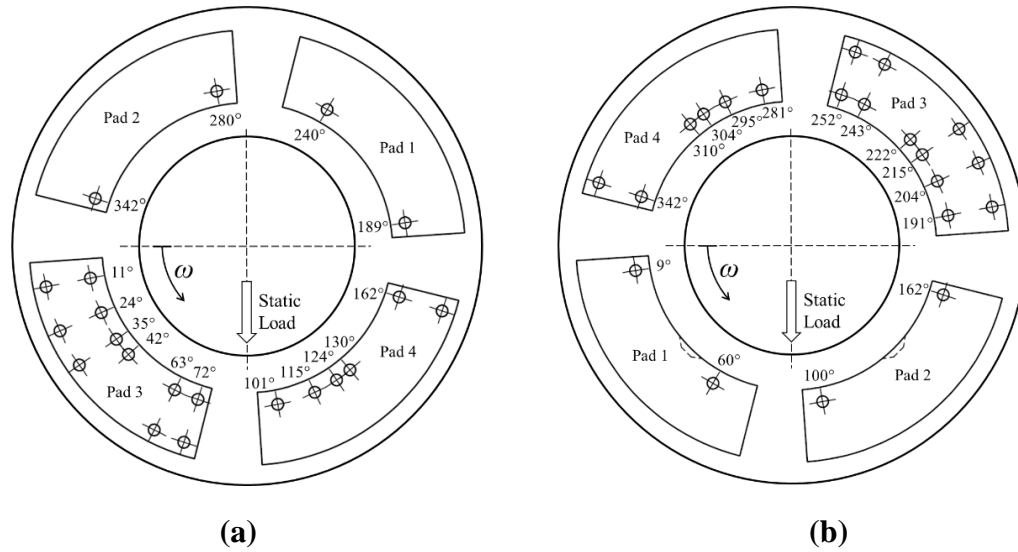 Pad 2
280°
342°
240°
Pad 1
189°
ω
Static
Load
11°
24°
35°
42°
63°
72°
Pad 3
162°
130°
124°
115°
101°
Pad 4
(a)
Pad 4
281°
295°
304°
310°
342°
252°
243°
Pad 3
222°
215°
204°
191°
ω
Static
Load
9°
60°
Pad 1
162°
100°
Pad 2
(b)